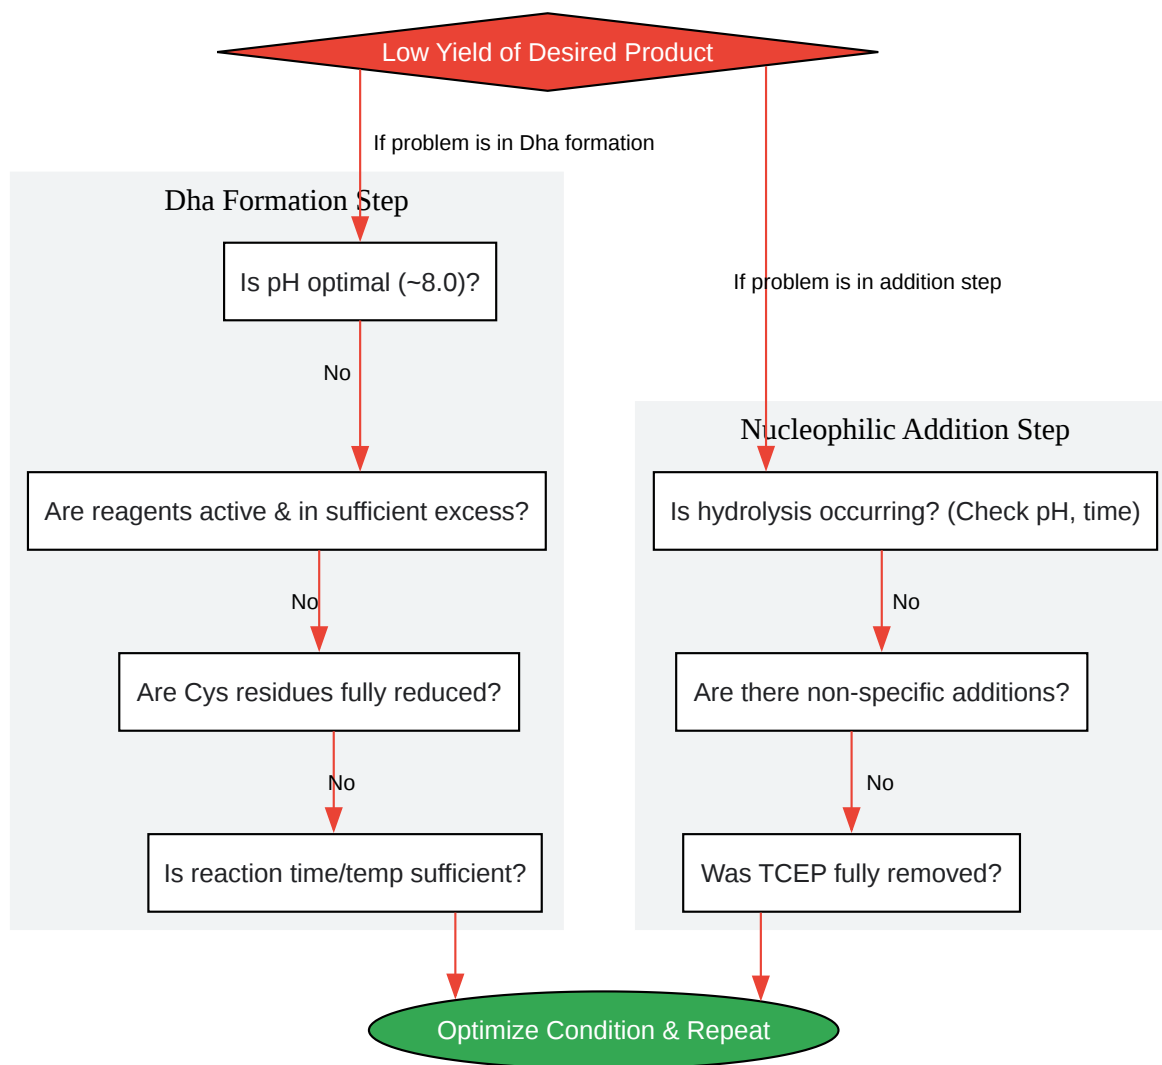 Low Yield of Desired Product
If problem is in Dha formation
Dha Formation Step
Is pH optimal (~8.0)?
If problem is in addition step
No
Nucleophilic Addition Step
Are reagents active & in sufficient excess?
Is hydrolysis occurring? (Check pH, time)
No
No
Are Cys residues fully reduced?
Are there non-specific additions?
No
No
Is reaction time/temp sufficient?
Was TCEP fully removed?
Optimize Condition & Repeat